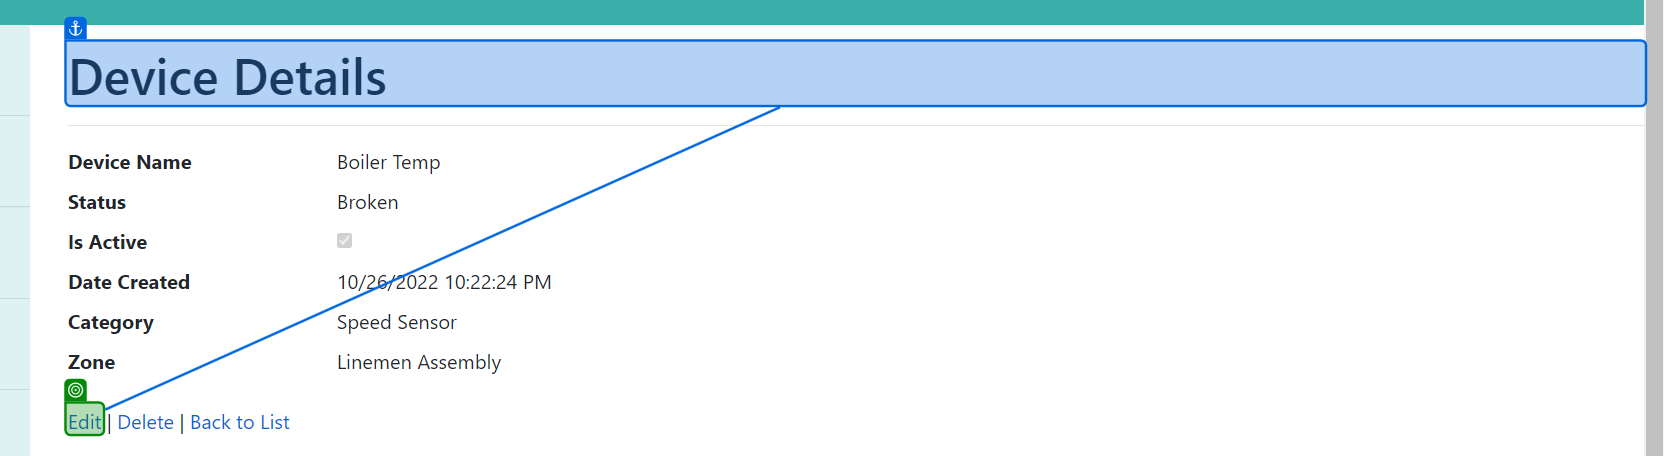 Device Details
Device Name Boiler Temp
Status Broken
Is Active
Date Created 10/26/2022 10:22:24 PM
Category Speed Sensor
Zone Linemen Assembly
Edit | Delete | Back to List